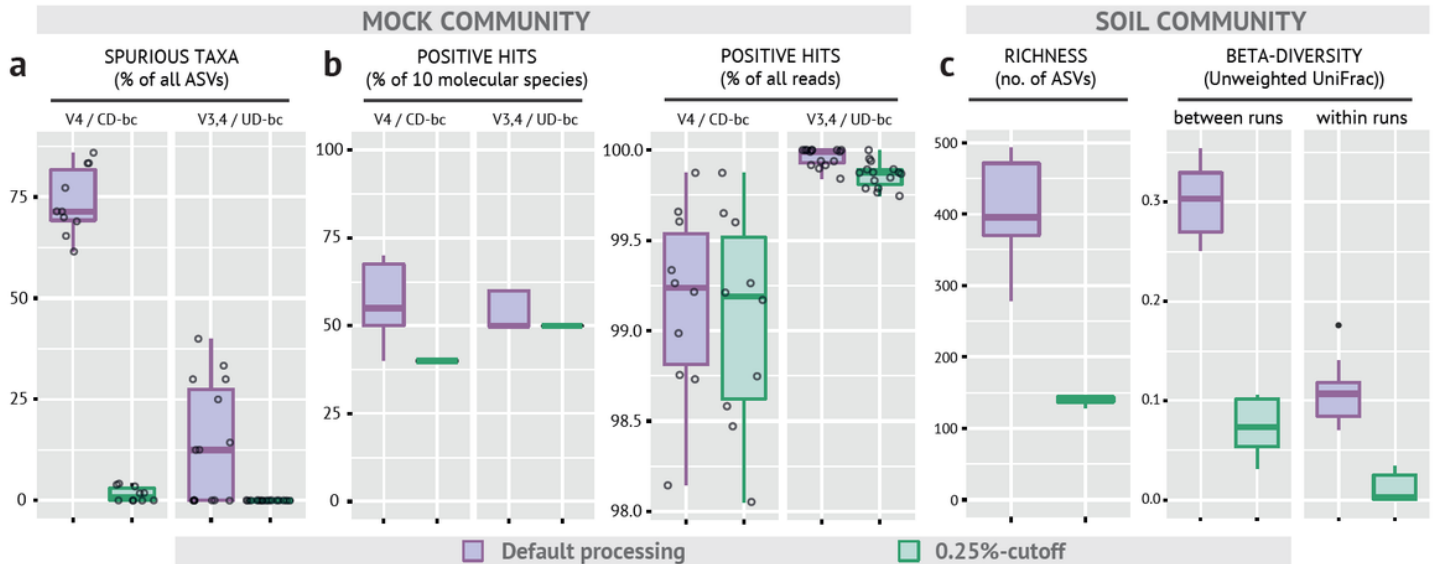 MOCK COMMUNITY
SOIL COMMUNITY
a
SPURIOUS TAXA
(% of all ASVs)
V4 / CD-bc
V3,4 / UD-bc
75
50
25
0
b
POSITIVE HITS
(% of 10 molecular species)
V4 / CD-bc
V3,4 / UD-bc
100
75
50
25
0
POSITIVE HITS
(% of all reads)
V4 / CD-bc
V3,4 / UD-bc
100.0
99.5
99.0
98.5
98.0
c
RICHNESS
(no. of ASVs)
500
400
300
200
100
0
BETA-DIVERSITY
(Unweighted UniFrac))
between runs
within runs
0.3
0.2
0.1
0.0
Default processing
0.25%-cutoff